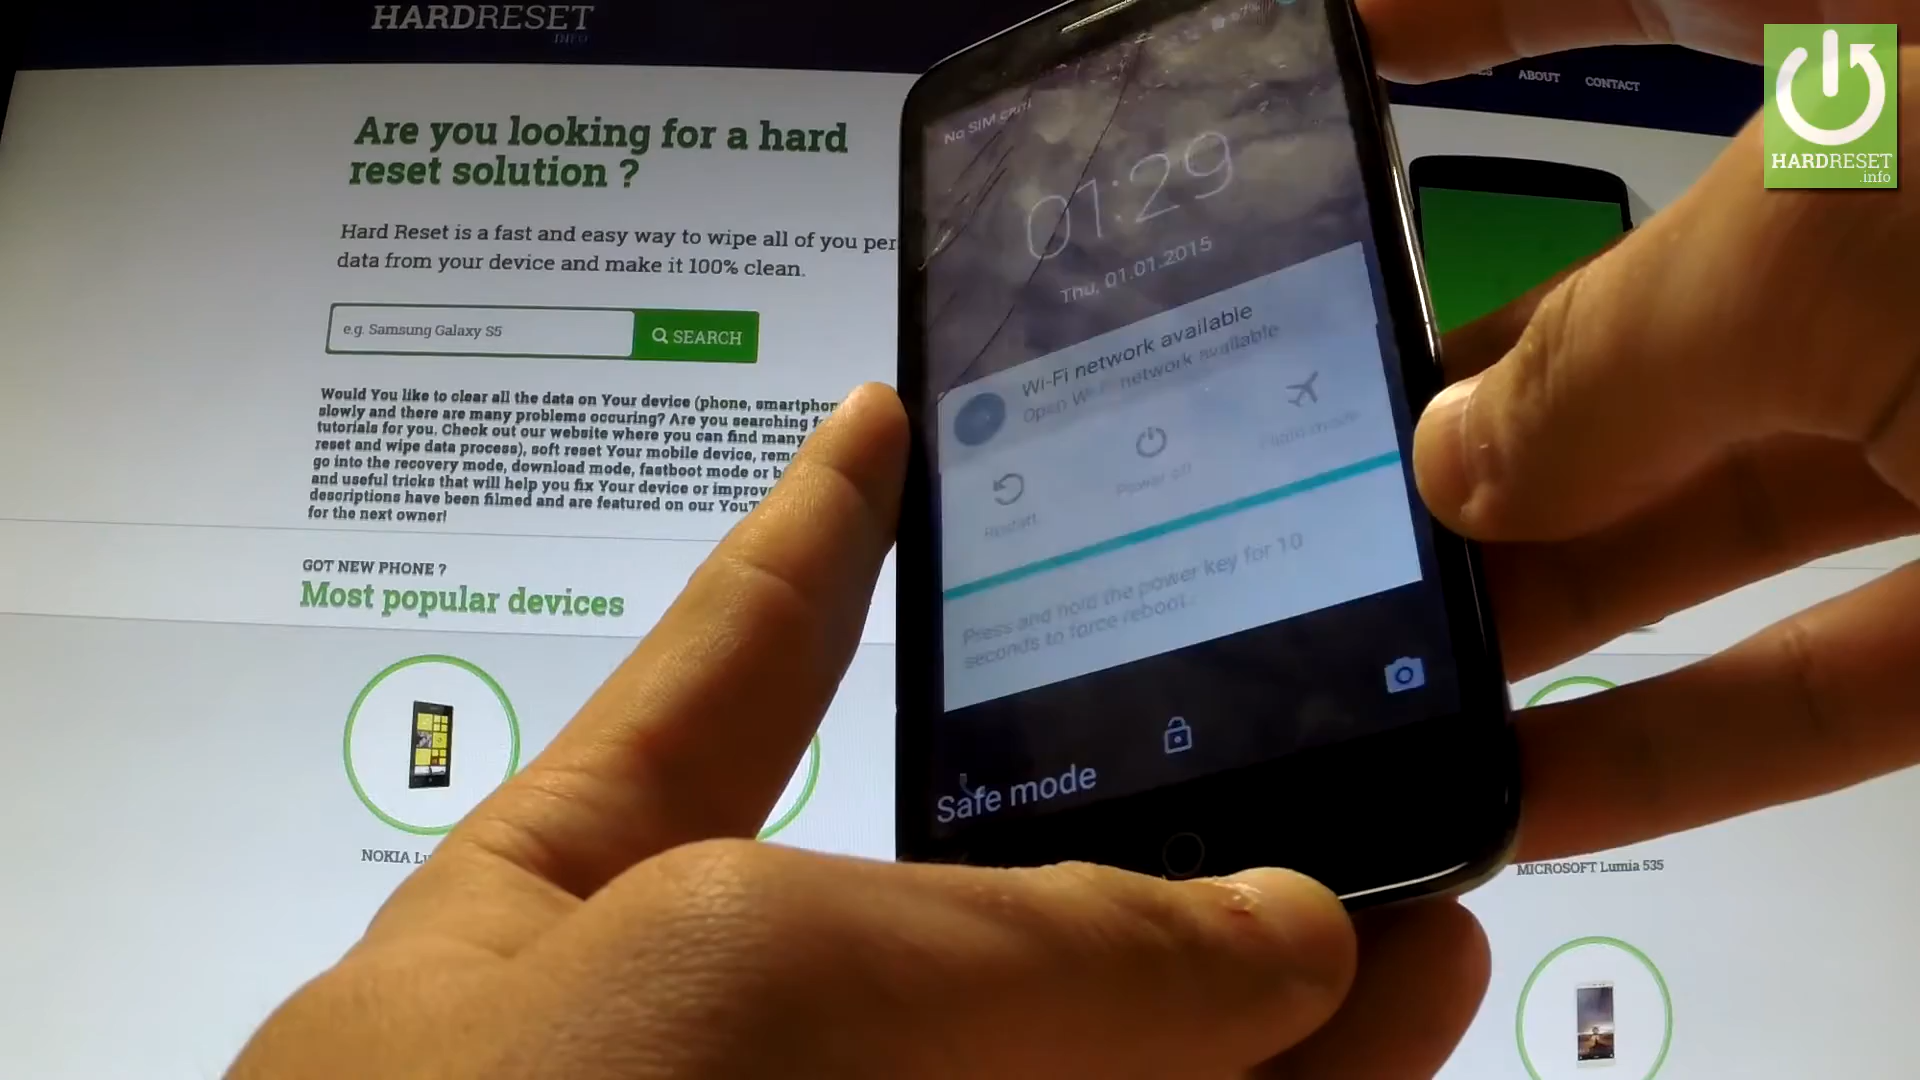 HARDRESET
INFO
ABOUT
CONTACT
HARDRESET
.info
Are you looking for a hard
reset solution ?
Hard Reset is a fast and easy way to wipe all of you per
data from your device and make it 100% clean.
e.g. Samsung Galaxy S5
SEARCH
Would You like to clear all the data on Your device (phone, smartphon
slowly and there are many problems occuring? Are you searching f
tutorials for you. Check out our website where you can find many
reset and wipe data process), soft reset Your mobile device, rem
go into the recovery mode, download mode, fastboot mode or b
and useful tricks that will help you fix Your device or improv
descriptions have been filmed and are featured on our YouT
for the next owner!
GOT NEW PHONE ?
Most popular devices
NOKIA Lu
MICROSOFT Lumia 535
No SIM card
01:29
Thu, 01.01.2015
Wi-Fi network available
Open Wi-Fi network available
Restart
Power off
Flight mode
Press and hold the power key for 10
seconds to force reboot.
Safe mode